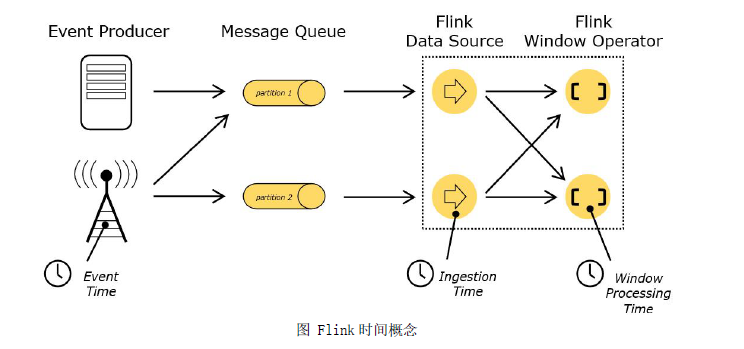 Event Producer
Message Queue
Flink
Data Source
Flink
Window Operator
partition 1
partition 2
Event
Time
Ingestion
Time
Window
Processing
Time
图 Flink 时间概念